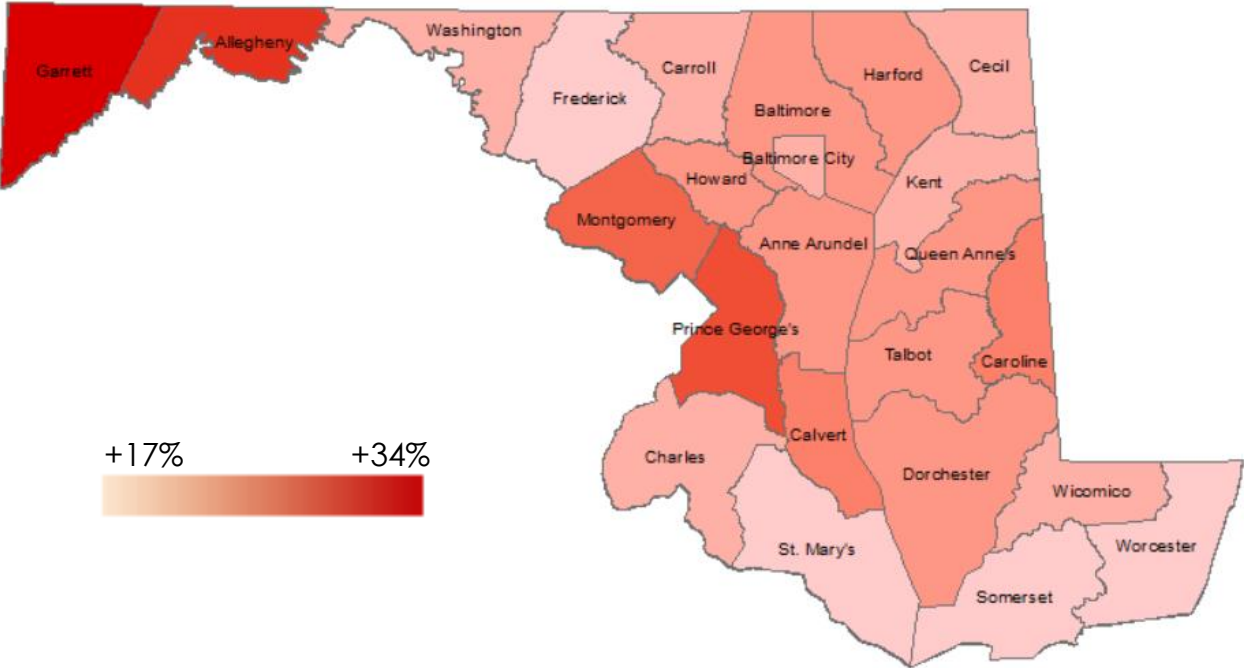 Washington
Allegheny
Garrett
Carroll
Harford
Cecil
Frederick
Baltimore
Baltimore City
Howard
Kent
Montgomery
Anne Arundel
Queen Anne's
Prince George's
Talbot
Caroline
Calvert
+17% +34%
Charles
Dorchester
Wicomico
St. Mary's
Worcester
Somerset